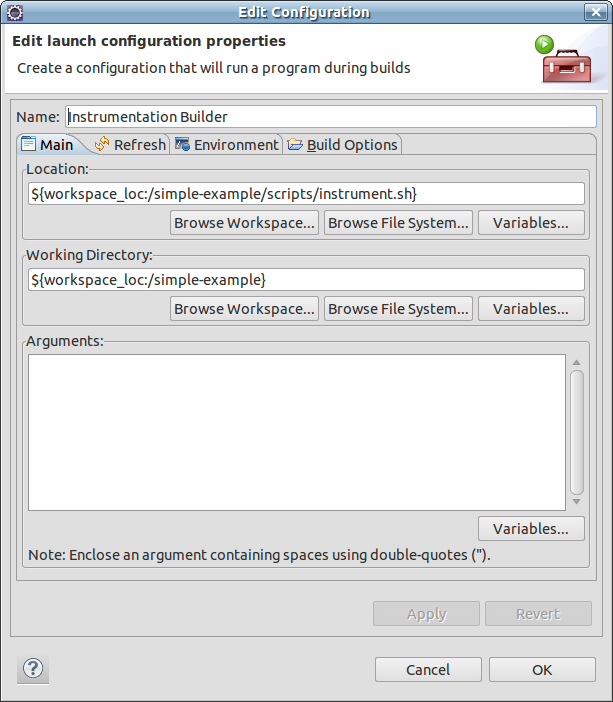 Edit Configuration
Edit launch configuration properties
Create a configuration that will run a program during builds
Name: Instrumentation Builder
Main Refresh Environment Build Options
Location:
${workspace_loc:/simple-example/scripts/instrument.sh}
Browse Workspace... Browse File System... Variables...
Working Directory:
${workspace_loc:/simple-example}
Browse Workspace... Browse File System... Variables...
Arguments:
Variables...
Note: Enclose an argument containing spaces using double-quotes (").
Apply Revert
? Cancel OK